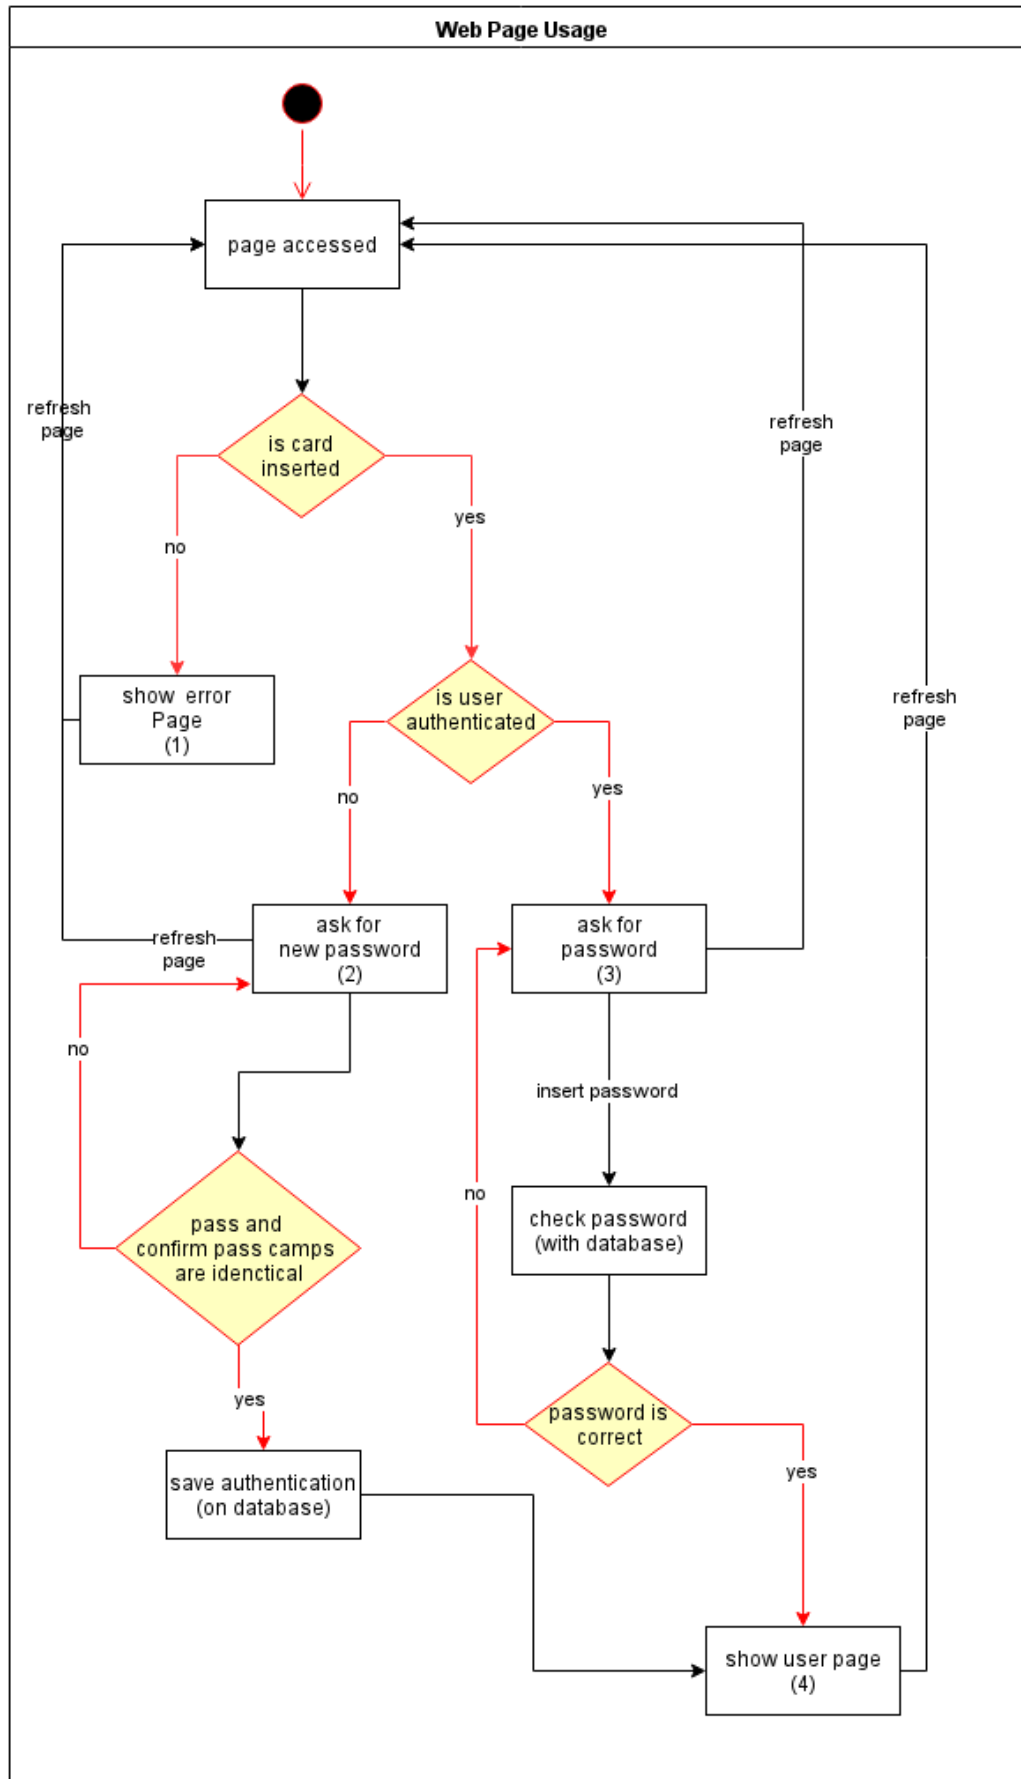 Web Page Usage
page accessed
refresh
page
refresh
page
is card
inserted
no
yes
show  error
Page
(1)
is user
authenticated
refresh
page
no
yes
ask for
new password
(2)
ask for
password
(3)
refresh
page
no
insert password
no
check password
(with database)
pass and
confirm pass camps
are idenctical
yes
password is
correct
yes
save authentication
(on database)
show user page
(4)